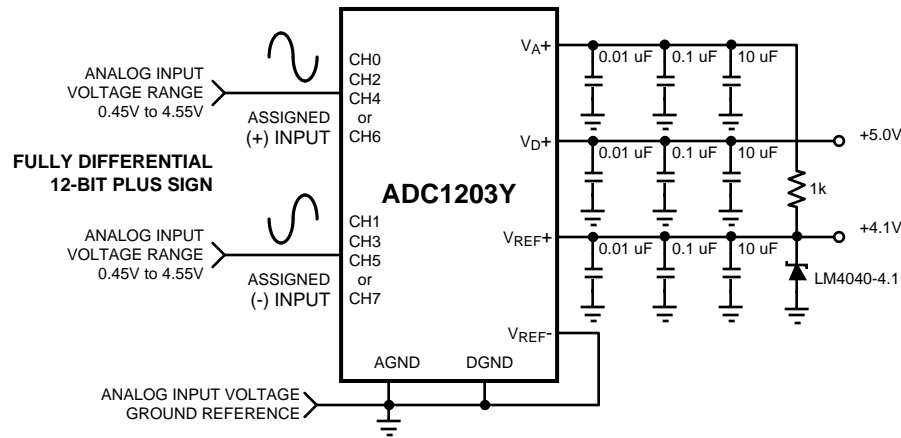 ANALOG INPUT
VOLTAGE RANGE
0.45V to 4.55V
ASSIGNED
(+) INPUT
FULLY DIFFERENTIAL
12-BIT PLUS SIGN
ANALOG INPUT
VOLTAGE RANGE
0.45V to 4.55V
ASSIGNED
(-) INPUT
CH0
CH2
CH4
or
CH6
CH1
CH3
CH5
or
CH7
ADC1203Y
VA+
VD+
VREF+
VREF-
AGND
DGND
0.01 uF
0.1 uF
10 uF
0.01 uF
0.1 uF
10 uF
+5.0V
1k
0.01 uF
0.1 uF
10 uF
+4.1V
LM4040-4.1
ANALOG INPUT VOLTAGE
GROUND REFERENCE